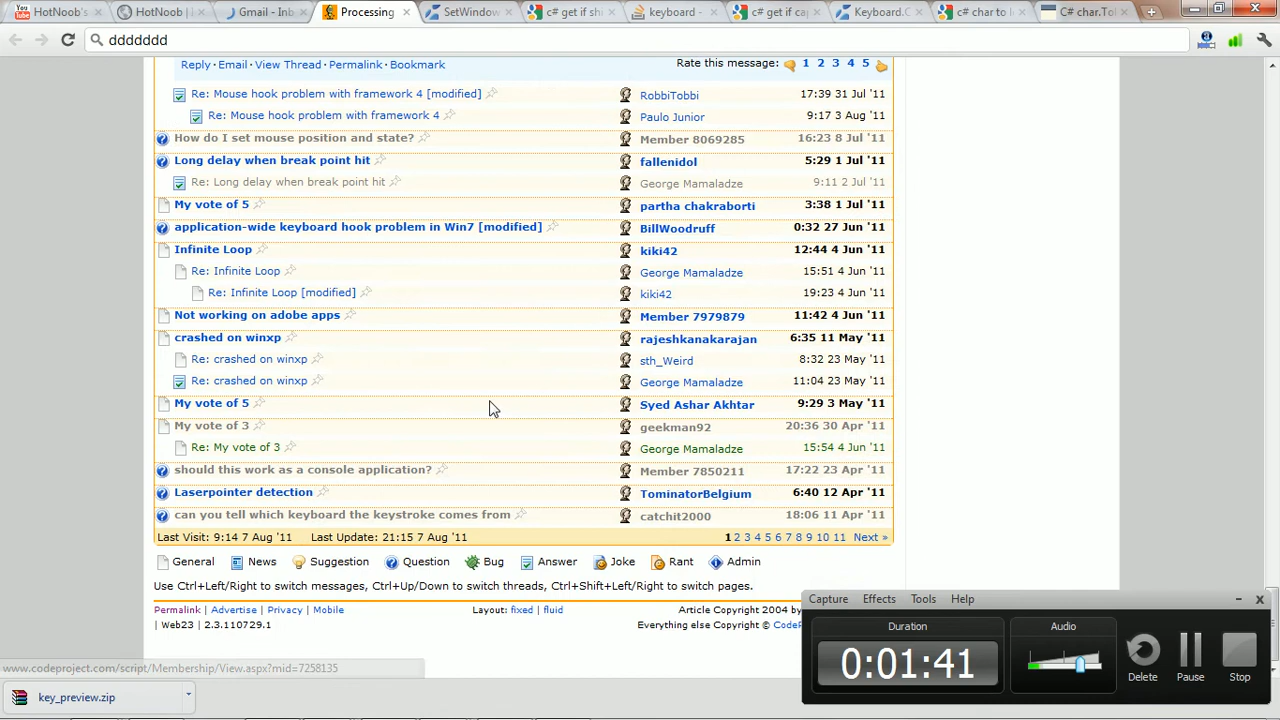 HotNoob's HotNoob | Gmail - Inb Processing SetWindow c# get if sh keyboard - c# get if ca Keyboard.C c# char to k C# char.To
ddddddd
Reply · Email · View Thread · Permalink · Bookmark Rate this message: 1 2 3 4 5
Re: Mouse hook problem with framework 4 [modified] RobbiTobbi 17:39 31 Jul '11
Re: Mouse hook problem with framework 4 Paulo Junior 9:17 3 Aug '11
How do I set mouse position and state? Member 8069285 16:23 8 Jul '11
Long delay when break point hit fallenidol 5:29 1 Jul '11
Re: Long delay when break point hit George Mamaladze 9:11 2 Jul '11
My vote of 5 partha chakraborti 3:38 1 Jul '11
application-wide keyboard hook problem in Win7 [modified] BillWoodruff 0:32 27 Jun '11
Infinite Loop kiki42 12:44 4 Jun '11
Re: Infinite Loop George Mamaladze 15:51 4 Jun '11
Re: Infinite Loop [modified] kiki42 19:23 4 Jun '11
Not working on adobe apps Member 7979879 11:42 4 Jun '11
crashed on winxp rajeshkanakarajan 6:35 11 May '11
Re: crashed on winxp sth_Weird 8:32 23 May '11
Re: crashed on winxp George Mamaladze 11:04 23 May '11
My vote of 5 Syed Ashar Akhtar 9:29 3 May '11
My vote of 3 geekman92 20:36 30 Apr '11
Re: My vote of 3 George Mamaladze 15:54 4 Jun '11
should this work as a console application? Member 7850211 17:22 23 Apr '11
Laserpointer detection TominatorBelgium 6:40 12 Apr '11
can you tell which keyboard the keystroke comes from catchit2000 18:06 11 Apr '11
Last Visit: 9:14 7 Aug '11 Last Update: 21:15 7 Aug '11 1 2 3 4 5 6 7 8 9 10 11 Next »
General News Suggestion Question Bug Answer Joke Rant Admin
Use Ctrl+Left/Right to switch messages, Ctrl+Up/Down to switch threads, Ctrl+Shift+Left/Right to switch pages.
Permalink | Advertise | Privacy | Mobile Layout: fixed | fluid Article Copyright 2004 by
| Web23 | 2.3.110729.1 Everything else Copyright © CodeP
www.codeproject.com/script/Membership/View.aspx?mid=7258135
key_preview.zip
Capture Effects Tools Help
Duration Audio
0:01:41
Delete Pause Stop